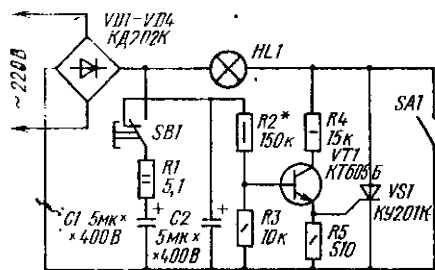 VD1-VD4
КД202К
~220В
HL1
SB1
R1
5,1
C1 5мк×
×400В
C2
5мк×
×400В
R2*
150к
R3
10к
R4
15к
VT1
КТ605Б
VS1
КУ201К
R5
510
SA1